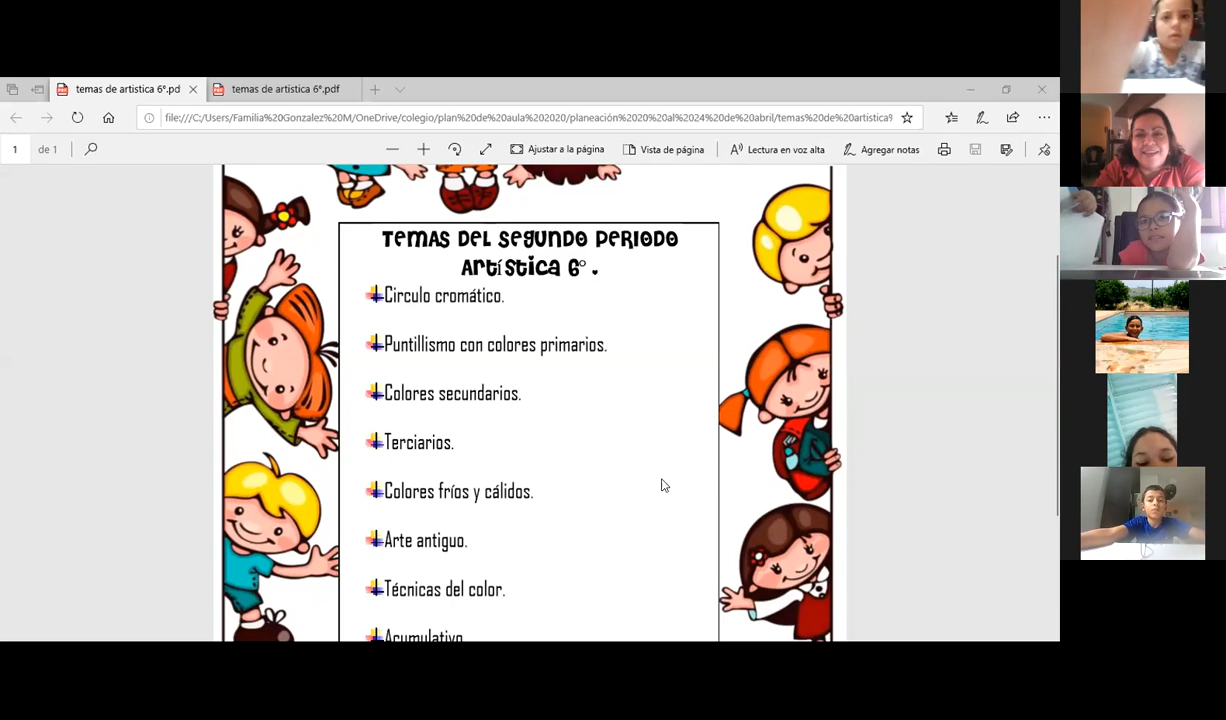 temas de artistica 6°.pd
temas de artistica 6°.pdf
file:///C:/Users/Familia%20Gonzalez%20M/OneDrive/colegio/plan%20de%20aula%202020/planeación%2020%20al%2024%20de%20abril/temas%20de%20artistica%
1 de 1
Ajustar a la página
Vista de página
Lectura en voz alta
Agregar notas
Temas del segundo periodo
Artística 6° .
Circulo cromático.
Puntillismo con colores primarios.
Colores secundarios.
Terciarios.
Colores fríos y cálidos.
Arte antiguo.
Técnicas del color.
Acumulativo